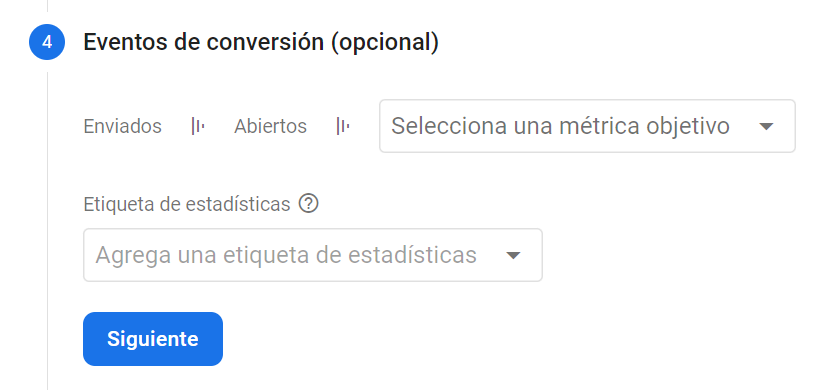 4 Eventos de conversión (opcional)
Enviados Abiertos Selecciona una métrica objetivo
Etiqueta de estadísticas ?
Agrega una etiqueta de estadísticas
Siguiente